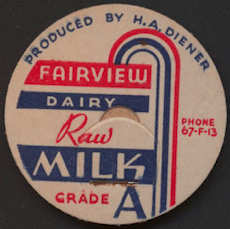 PRODUCED BY H.A. DIENER
FAIRVIEW
DAIRY
Raw
MILK
GRADE A
PHONE
67-F-13